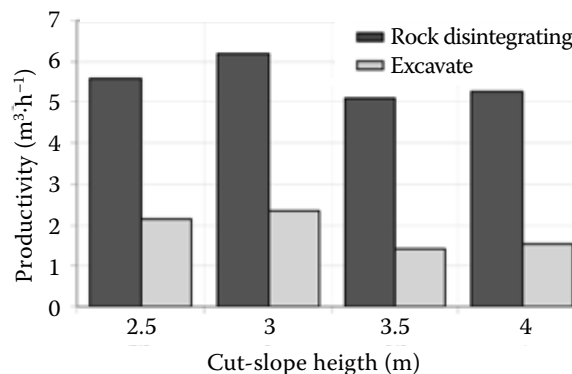 7
6
5
4
3
2
1
0
Productivity (m³·h⁻¹)
Rock disintegrating
Excavate
2.5 3 3.5 4
Cut-slope heigth (m)